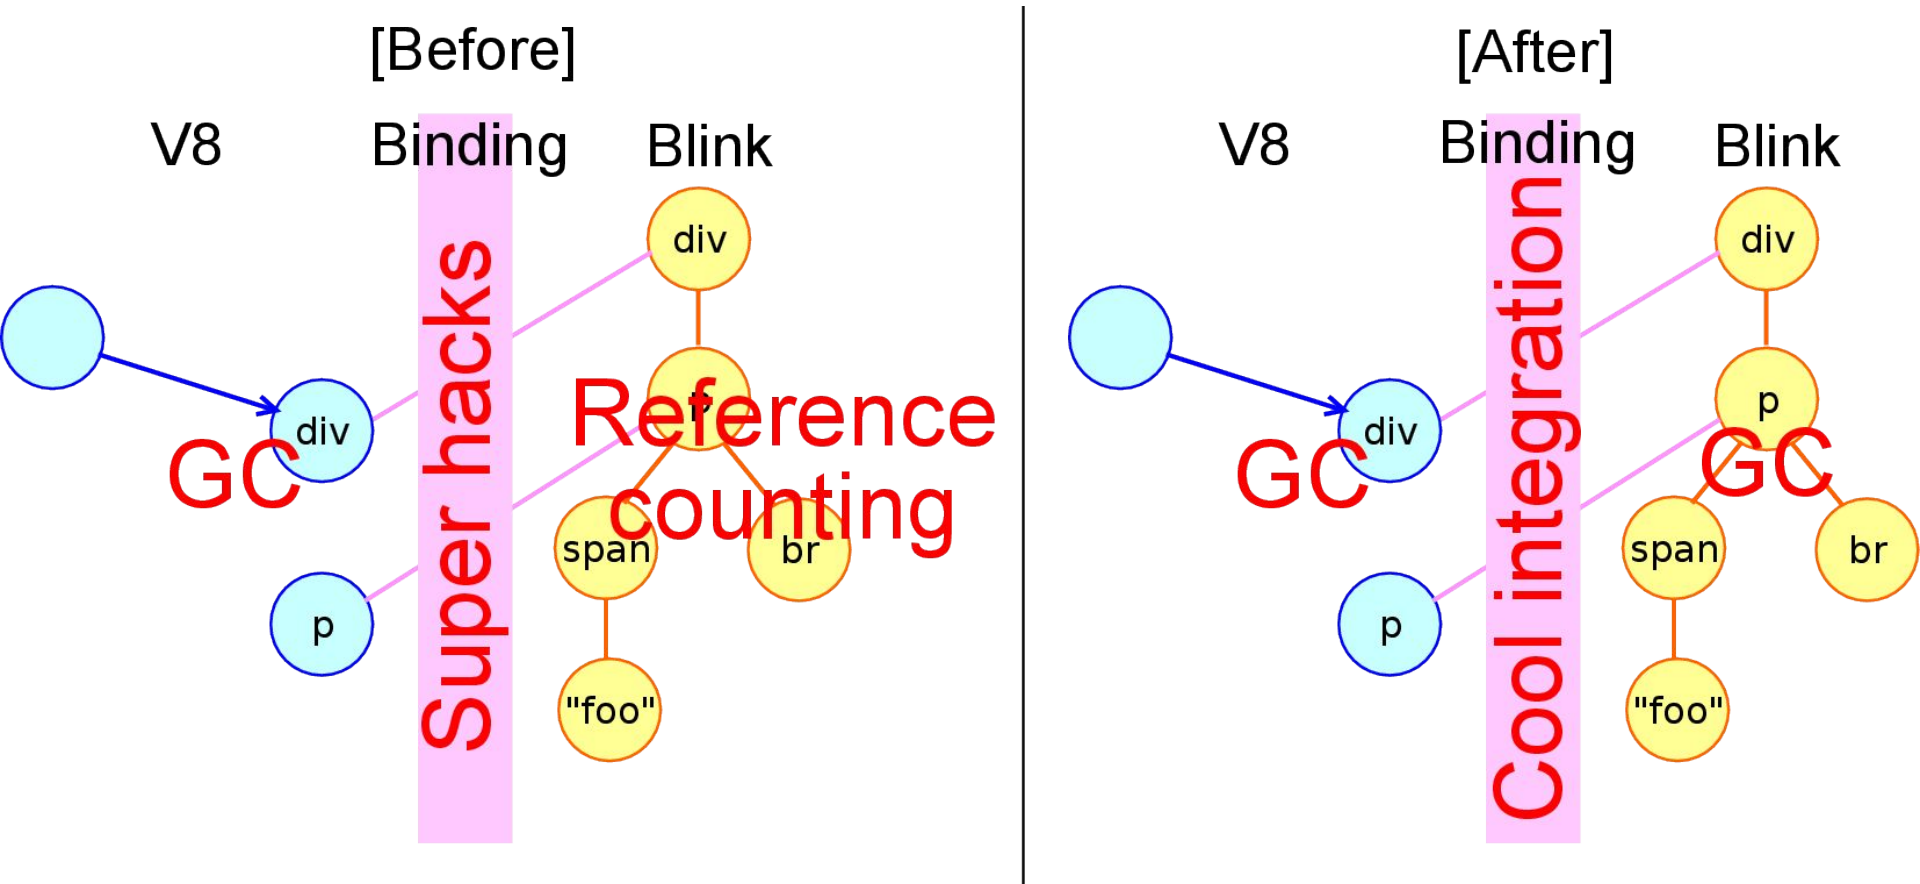 [Before]
V8
Binding
Blink
div
div
GC
p
Super hacks
p
Reference
counting
span
br
"foo"
[After]
V8
Binding
Blink
div
div
GC
p
Cool integration
p
GC
span
br
"foo"